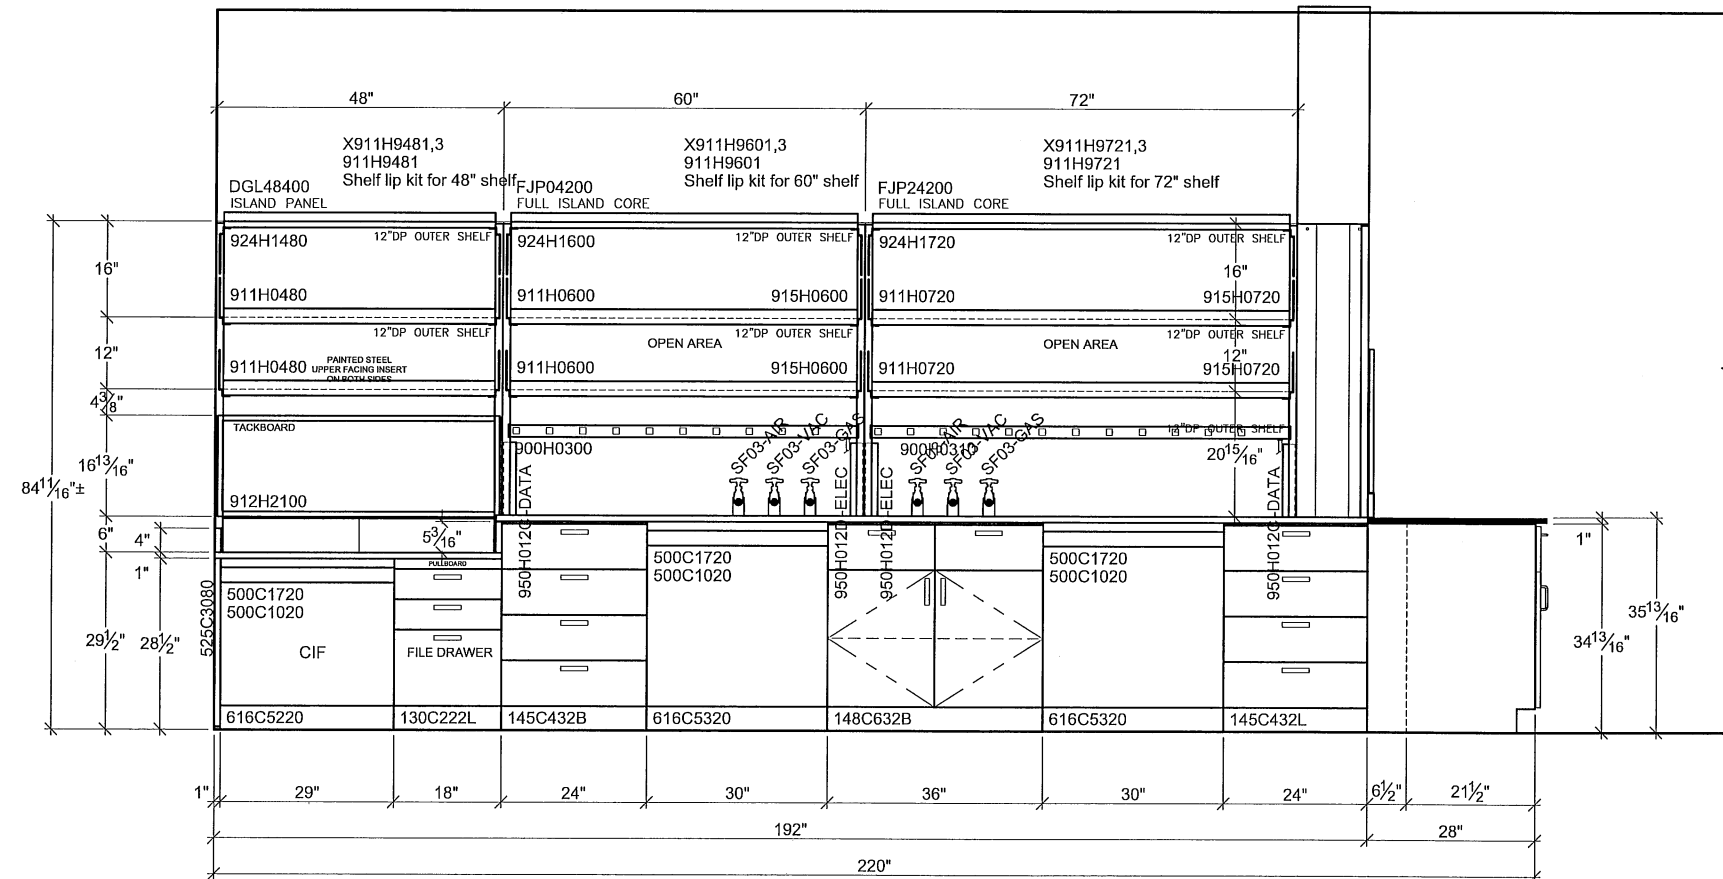 48"
60"
72"
X911H9481,3
911H9481
Shelf lip kit for 48" shelf
X911H9601,3
911H9601
Shelf lip kit for 60" shelf
X911H9721,3
911H9721
Shelf lip kit for 72" shelf
DGL48400
ISLAND PANEL
FJP04200
FULL ISLAND CORE
FJP24200
FULL ISLAND CORE
924H1480
12"DP OUTER SHELF
924H1600
12"DP OUTER SHELF
924H1720
12"DP OUTER SHELF
16"
16"
911H0480
911H0600
915H0600
911H0720
915H0720
12"DP OUTER SHELF
12"DP OUTER SHELF
12"DP OUTER SHELF
OPEN AREA
OPEN AREA
12"
12"
911H0480
PAINTED STEEL
UPPER FACING INSERT
ON BOTH SIDES
911H0600
915H0600
911H0720
915H0720
4 3/8"
TACKBOARD
12"DP OUTER SHELF
900H0300
SF03-AIR
SF03-VAC
SF03-GAS
SF03-AIR
SF03-VAC
SF03-GAS
20 15/16"
16 13/16"
84 11/16"±
912H2100
950H012C-DATA
950H012D-ELEC
950H012D-ELEC
950H012C-DATA
6"
4"
5 3/16"
1"
1"
PULLBOARD
500C1720
500C1020
500C1720
500C1020
525C3080
500C1720
500C1020
29 1/2"
28 1/2"
CIF
FILE DRAWER
35 13/16"
34 13/16"
616C5220
130C222L
145C432B
616C5320
148C632B
616C5320
145C432L
1"
29"
18"
24"
30"
36"
30"
24"
6 1/2"
21 1/2"
192"
28"
220"